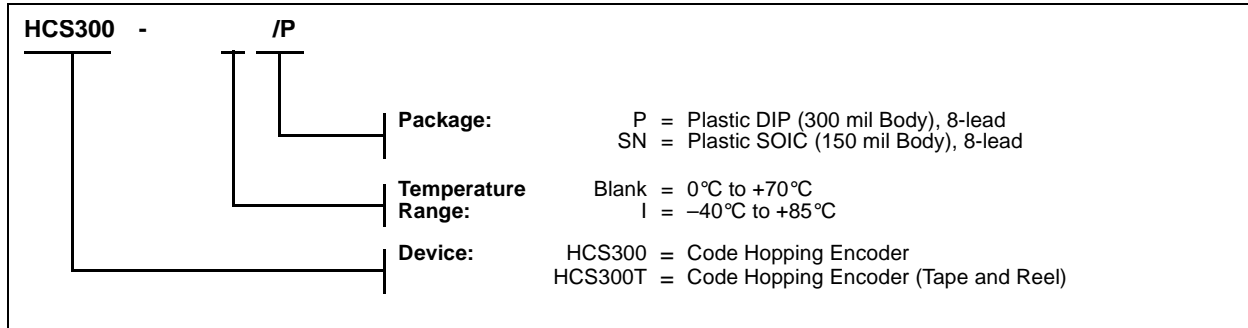 HCS300 - /P
Package: P = Plastic DIP (300 mil Body), 8-lead
SN = Plastic SOIC (150 mil Body), 8-lead
Temperature Blank = 0°C to +70°C
Range: I = –40°C to +85°C
Device: HCS300 = Code Hopping Encoder
HCS300T = Code Hopping Encoder (Tape and Reel)